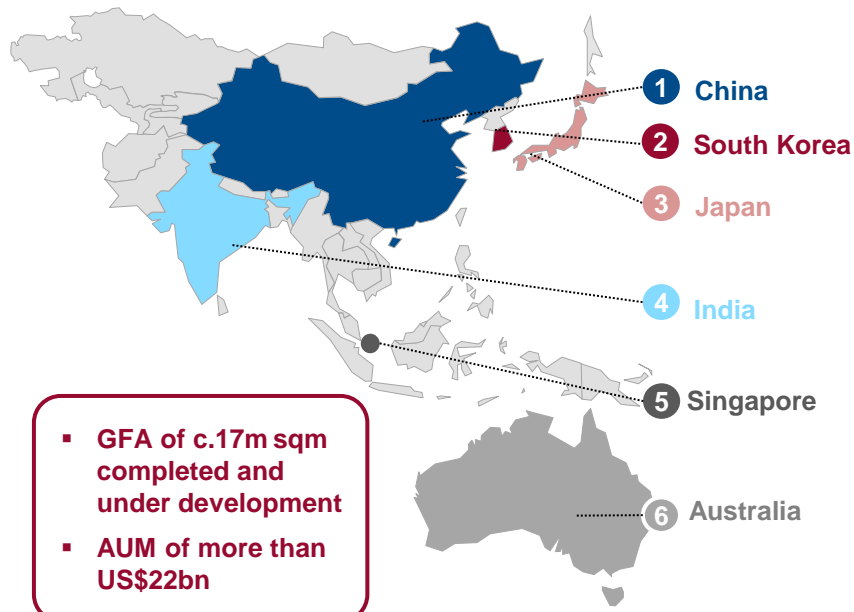 1 China
2 South Korea
3 Japan
4 India
5 Singapore
6 Australia
▪ GFA of c.17m sqm
completed and
under development
▪ AUM of more than
US$22bn